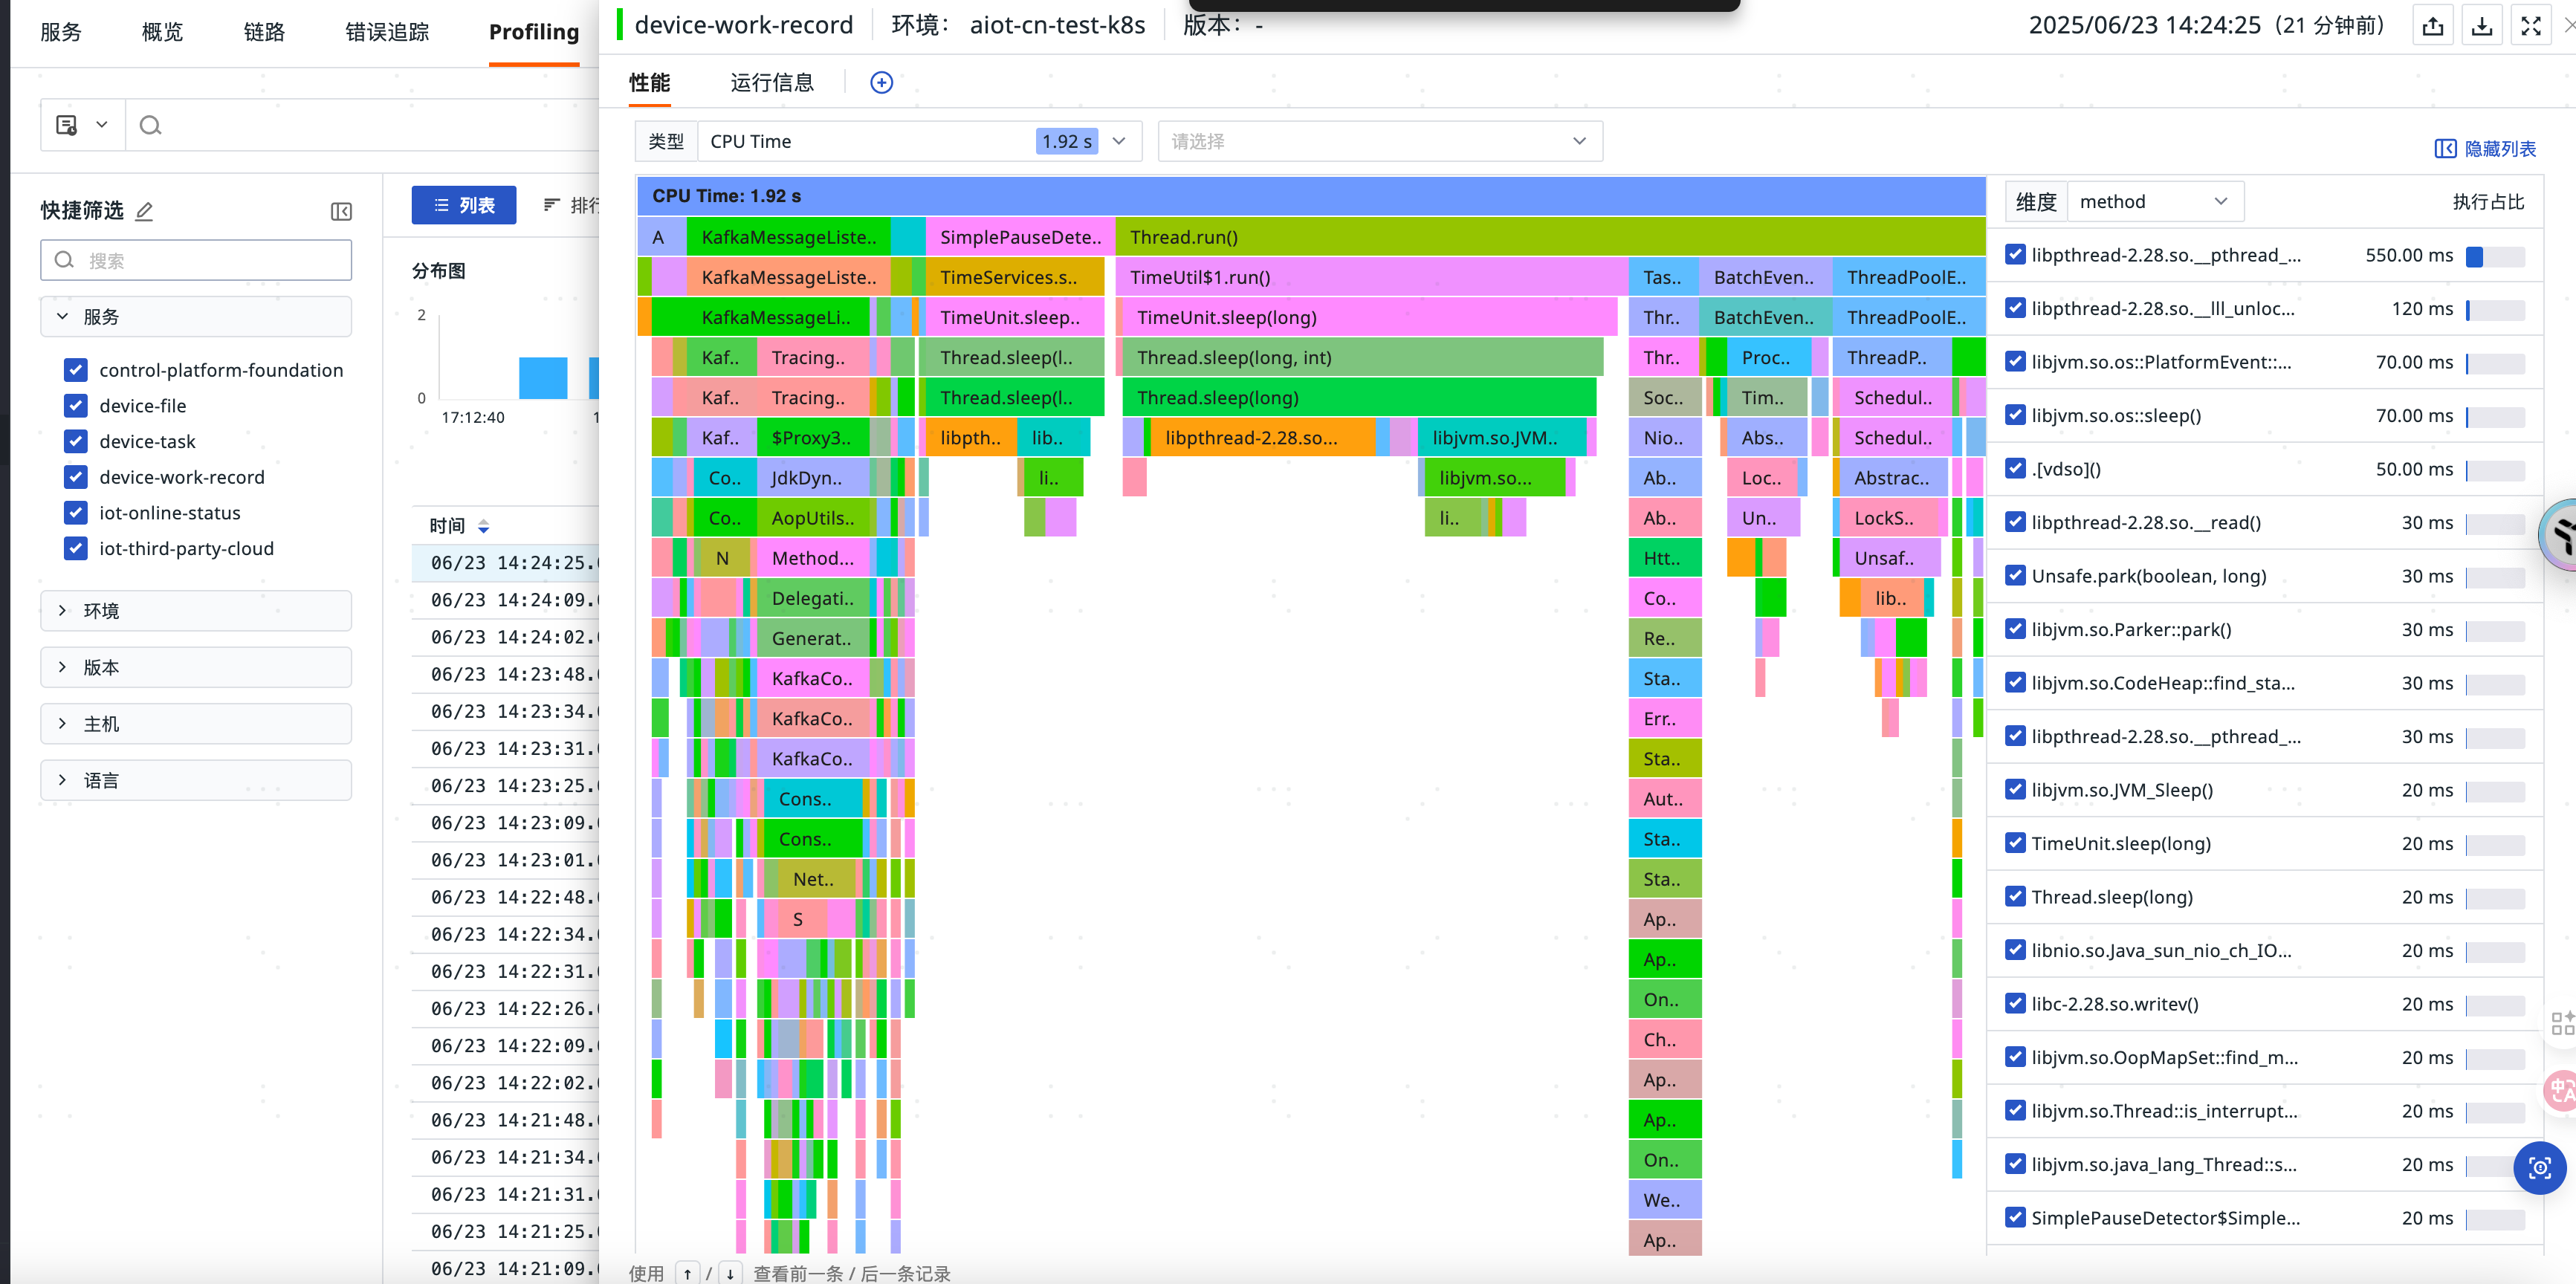 服务 概览 链路 错误追踪 Profiling
device-work-record 环境： aiot-cn-test-k8s 版本：-
2025/06/23 14:24:25（21 分钟前）
性能 运行信息
类型 CPU Time 1.92 s 请选择
隐藏列表
快捷筛选
搜索
服务
control-platform-foundation
device-file
device-task
device-work-record
iot-online-status
iot-third-party-cloud
环境
版本
主机
语言
列表 排行
分布图
2
0
17:12:40 1
时间
06/23 14:24:25.
06/23 14:24:09.
06/23 14:24:02.
06/23 14:23:48.
06/23 14:23:34.
06/23 14:23:31.
06/23 14:23:25.
06/23 14:23:09.
06/23 14:23:01.
06/23 14:22:48.
06/23 14:22:34.
06/23 14:22:31.
06/23 14:22:26.
06/23 14:22:09.
06/23 14:22:02.
06/23 14:21:48.
06/23 14:21:34.
06/23 14:21:31.
06/23 14:21:25.
06/23 14:21:09.
CPU Time: 1.92 s
A KafkaMessageListe.. SimplePauseDete.. Thread.run()
KafkaMessageListe.. TimeServices.s.. TimeUtil$1.run() Tas.. BatchEven.. ThreadPoolE..
KafkaMessageLi.. TimeUnit.sleep.. TimeUnit.sleep(long) Thr.. BatchEven.. ThreadPoolE..
Kaf.. Tracing.. Thread.sleep(l.. Thread.sleep(long, int) Thr.. Proc.. ThreadP..
Kaf.. Tracing.. Thread.sleep(l.. Thread.sleep(long) Soc.. Tim.. Schedul..
Kaf.. $Proxy3.. libpth.. lib.. libpthread-2.28.so... libjvm.so.JVM.. Nio.. Abs.. Schedul..
Co.. JdkDyn.. li.. libjvm.so... Ab.. Loc.. Abstrac..
Co.. AopUtils.. li.. Ab.. Un.. LockS..
N Method... Htt.. Unsaf..
Delegati.. Co.. lib..
Generat.. Re..
KafkaCo.. Sta..
KafkaCo.. Err..
KafkaCo.. Sta..
Cons.. Aut..
Cons.. Sta..
Net.. Sta..
S Ap..
Ap..
On..
Ch..
Ap..
Ap..
On..
We..
Ap..
维度 method 执行占比
libpthread-2.28.so.__pthread_... 550.00 ms
libpthread-2.28.so.__lll_unloc... 120 ms
libjvm.so.os::PlatformEvent::... 70.00 ms
libjvm.so.os::sleep() 70.00 ms
.[vdso]() 50.00 ms
libpthread-2.28.so.__read() 30 ms
Unsafe.park(boolean, long) 30 ms
libjvm.so.Parker::park() 30 ms
libjvm.so.CodeHeap::find_sta... 30 ms
libpthread-2.28.so.__pthread_... 30 ms
libjvm.so.JVM_Sleep() 20 ms
TimeUnit.sleep(long) 20 ms
Thread.sleep(long) 20 ms
libnio.so.Java_sun_nio_ch_IO... 20 ms
libc-2.28.so.writev() 20 ms
libjvm.so.OopMapSet::find_m... 20 ms
libjvm.so.Thread::is_interrupt... 20 ms
libjvm.so.java_lang_Thread::s... 20 ms
SimplePauseDetector$Simple... 20 ms
使用 ↑ / ↓ 查看前一条 / 后一条记录